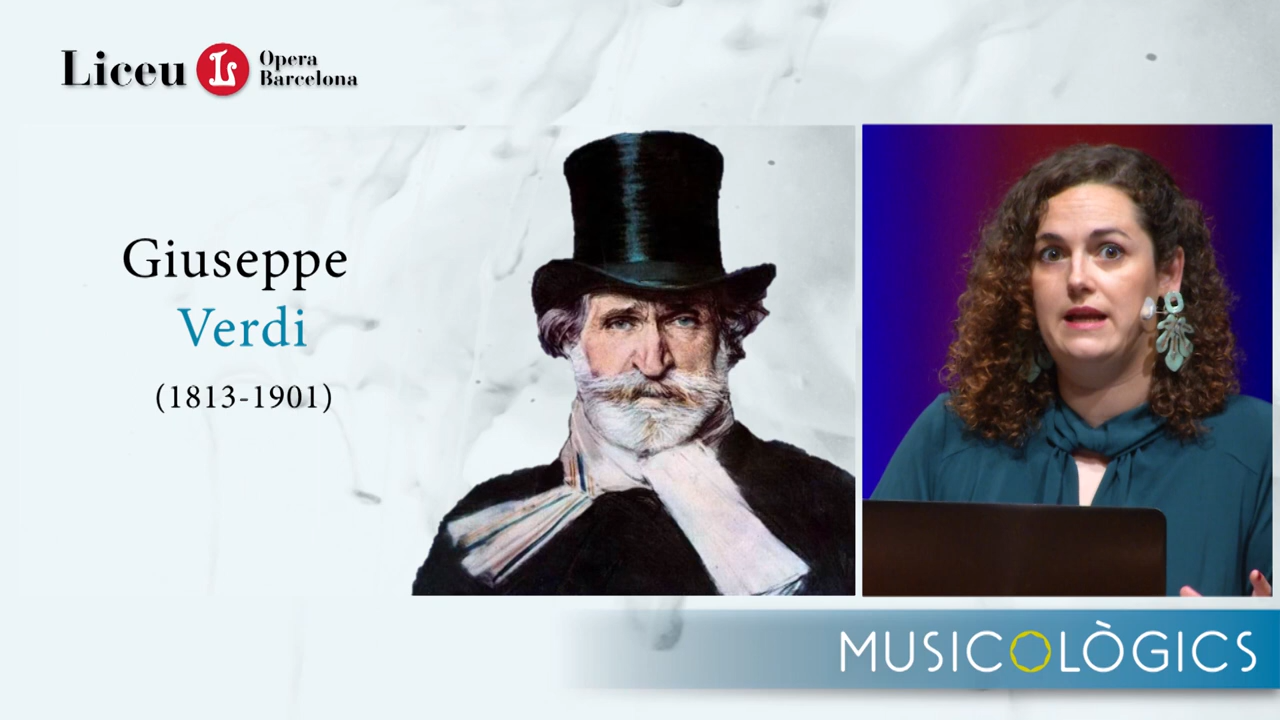 Liceu
Opera
Barcelona
Giuseppe
Verdi
(1813-1901)
MUSICOLÒGICS